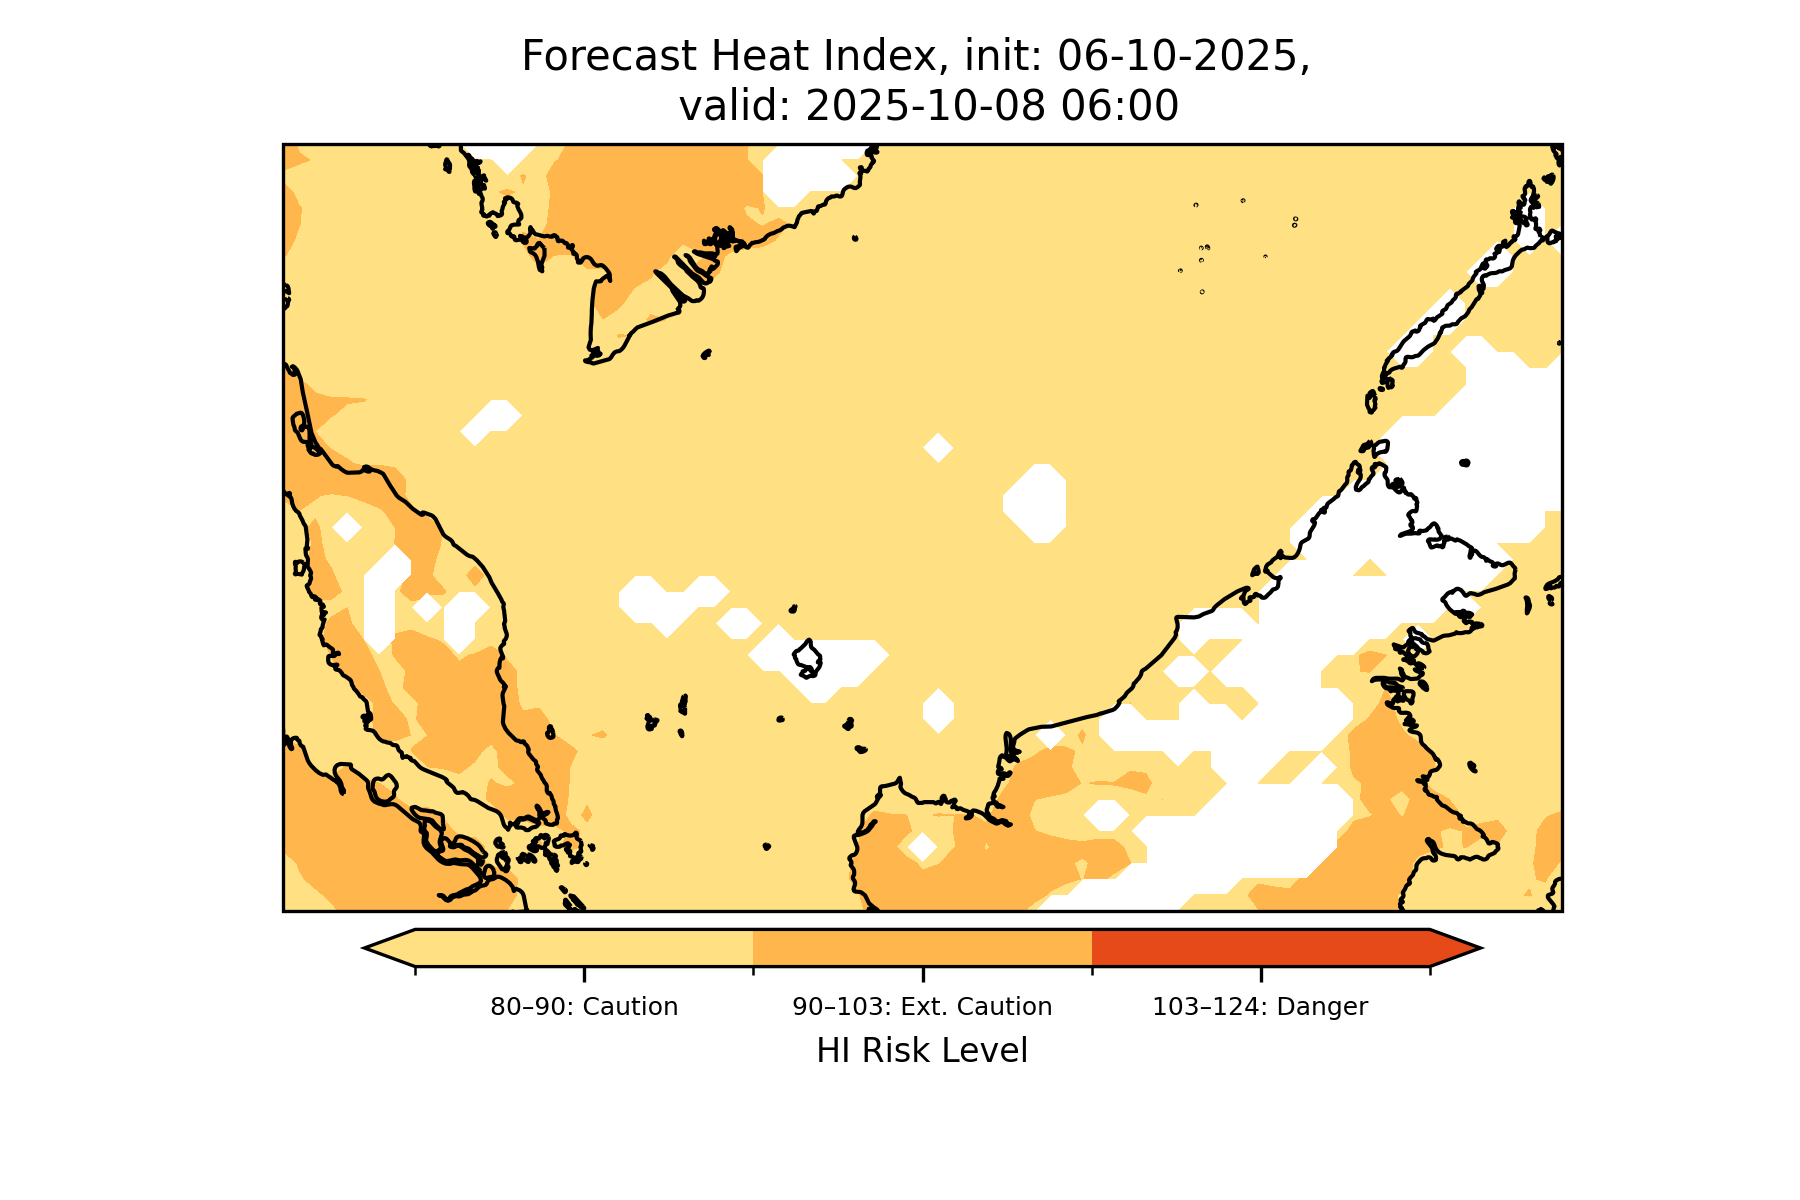 Forecast Heat Index, init: 06-10-2025,
valid: 2025-10-08 06:00
80–90: Caution
90–103: Ext. Caution
103–124: Danger
HI Risk Level